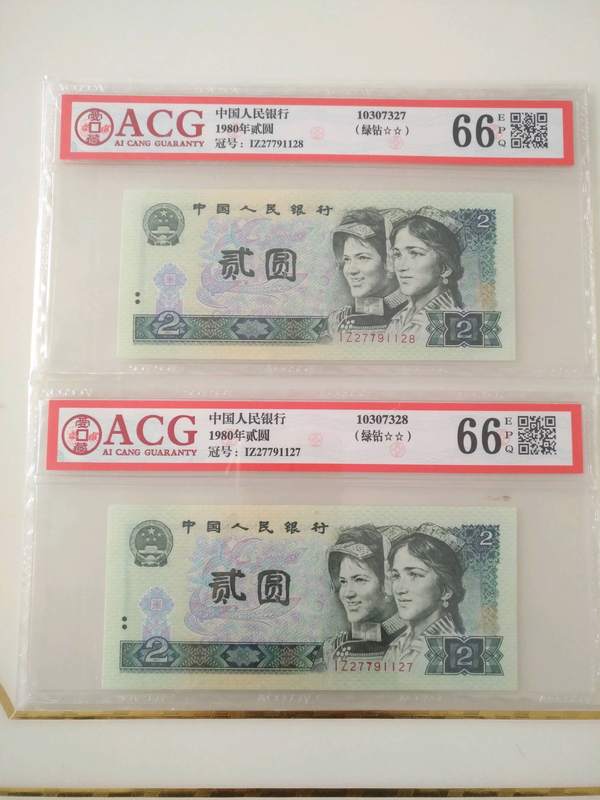 ACG
AI CANG GUARANTY
中国人民银行
1980年贰圆
冠号：IZ27791128
10307327
（绿钻☆☆）
66
EPQ
中国人民银行
贰圆
2
2
2
IZ27791128
ACG
AI CANG GUARANTY
中国人民银行
1980年贰圆
冠号：IZ27791127
10307328
（绿钻☆☆）
66
EPQ
中国人民银行
贰圆
2
2
2
IZ27791127